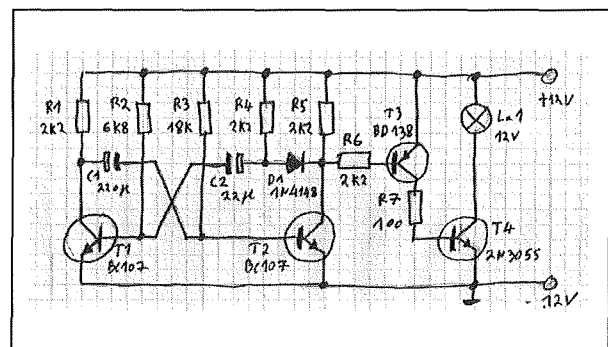 R1
2K2
R2
6K8
R3
18K
R4
2K2
R5
2K2
T3
BD138
La1
12V
+12V
C1
220µ
C2
22µ
D1
1N4148
R6
2K2
R7
100
T1
BC107
T2
BC107
T4
2N3055
-12V